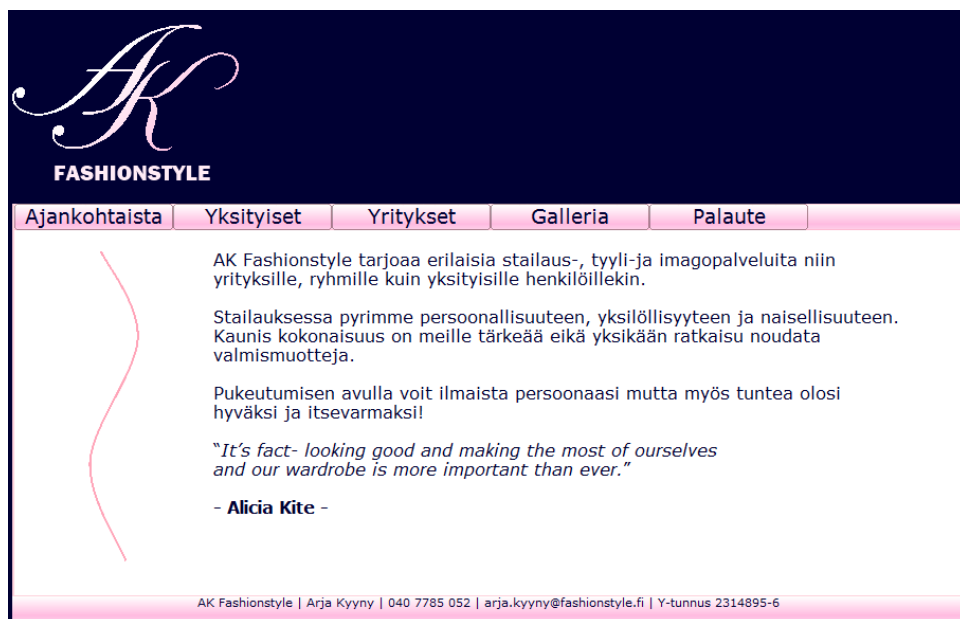 AK
FASHIONSTYLE
Ajankohtaista Yksityiset Yritykset Galleria Palaute
AK Fashionstyle tarjoaa erilaisia stailaus-, tyyli-ja imagopalveluita niin
yrityksille, ryhmille kuin yksityisille henkilöillekin.
Stailauksessa pyrimme persoonallisuuteen, yksilöllisyyteen ja naisellisuuteen.
Kaunis kokonaisuus on meille tärkeää eikä yksikään ratkaisu noudata
valmismuotteja.
Pukeutumisen avulla voit ilmaista persoonaasi mutta myös tuntea olosi
hyväksi ja itsevarmaksi!
“It’s fact- looking good and making the most of ourselves
and our wardrobe is more important than ever.”
- Alicia Kite -
AK Fashionstyle | Arja Kyyny | 040 7785 052 | arja.kyyny@fashionstyle.fi | Y-tunnus 2314895-6